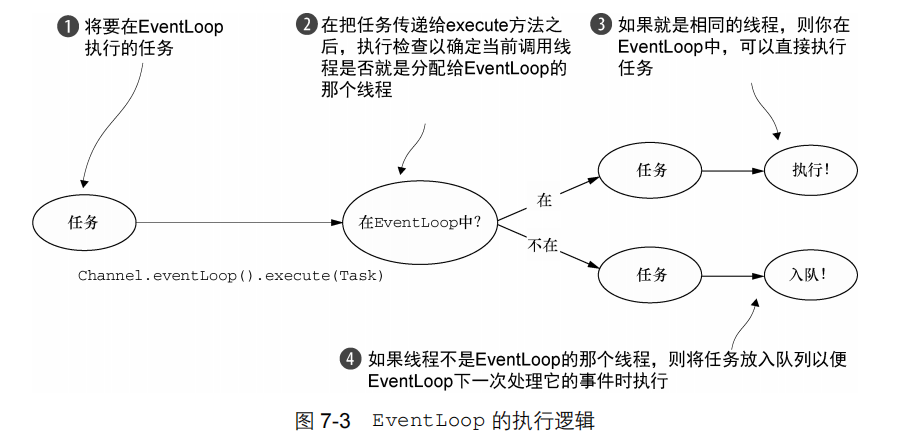 ❶ 将要在EventLoop
执行的任务
❷ 在把任务传递给execute方法之
后，执行检查以确定当前调用线
程是否就是分配给EventLoop的
那个线程
❸ 如果就是相同的线程，则你在
EventLoop中，可以直接执行
任务
任务
Channel.eventLoop().execute(Task)
在EventLoop中？
在
任务
执行！
不在
任务
入队！
❹ 如果线程不是EventLoop的那个线程，则将任务放入队列以便
EventLoop下一次处理它的事件时执行
图 7-3 EventLoop 的执行逻辑